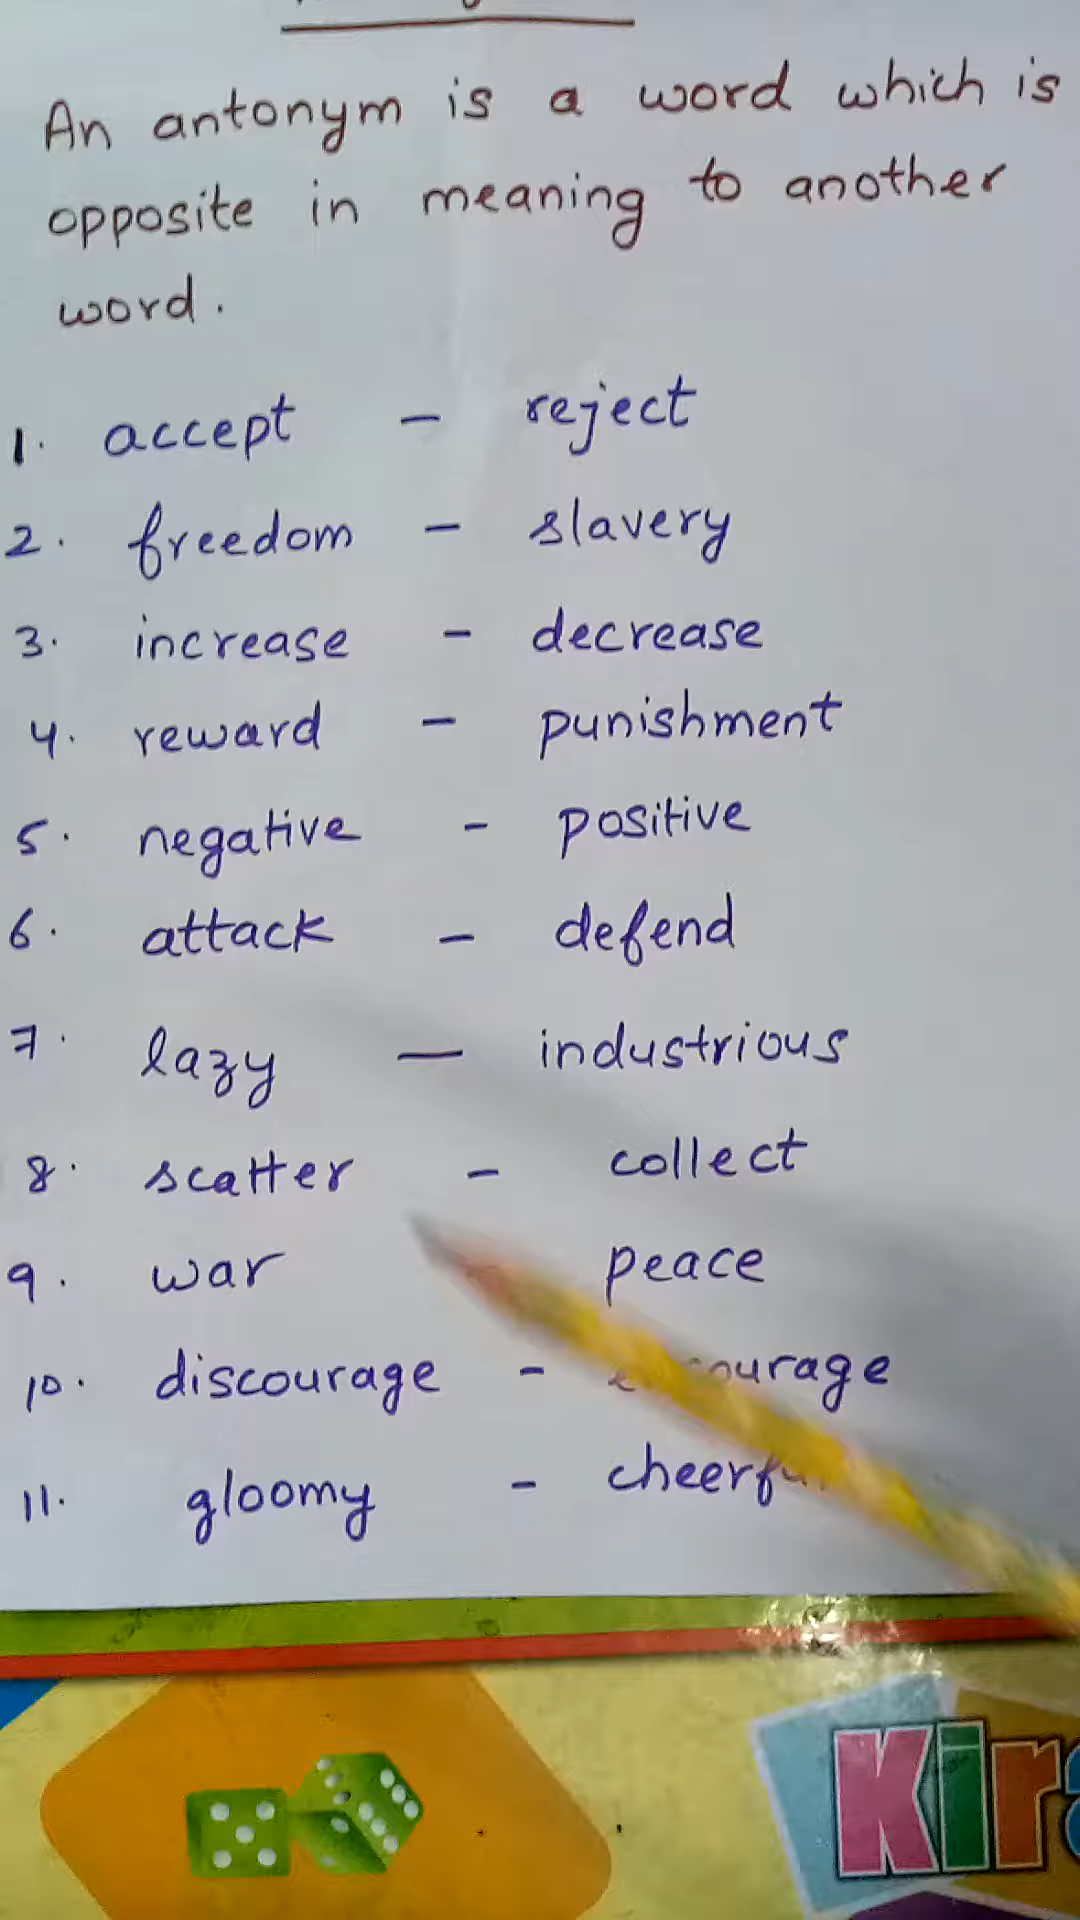 An antonym is a word which is
opposite in meaning to another
word.
1. accept - reject
2. freedom - slavery
3. increase - decrease
4. reward - punishment
5. negative - positive
6. attack - defend
7. lazy - industrious
8. scatter - collect
9. war peace
10. discourage -
11. gloomy -